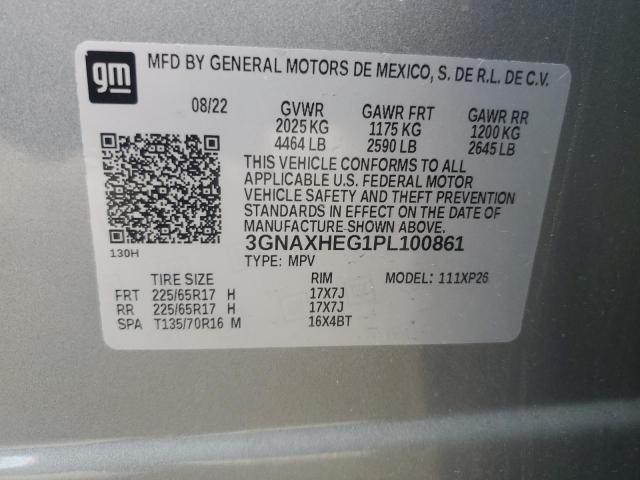 gm
MFD BY GENERAL MOTORS DE MEXICO, S. DE R.L. DE C.V.
08/22 GVWR GAWR FRT GAWR RR
2025 KG 1175 KG 1200 KG
4464 LB 2590 LB 2645 LB
THIS VEHICLE CONFORMS TO ALL
APPLICABLE U.S. FEDERAL MOTOR
VEHICLE SAFETY AND THEFT PREVENTION
STANDARDS IN EFFECT ON THE DATE OF
MANUFACTURE SHOWN ABOVE.
3GNAXHEG1PL100861
130H
TYPE: MPV
TIRE SIZE RIM MODEL: 111XP26
FRT 225/65R17 H 17X7J
RR 225/65R17 H 17X7J
SPA T135/70R16 M 16X4BT